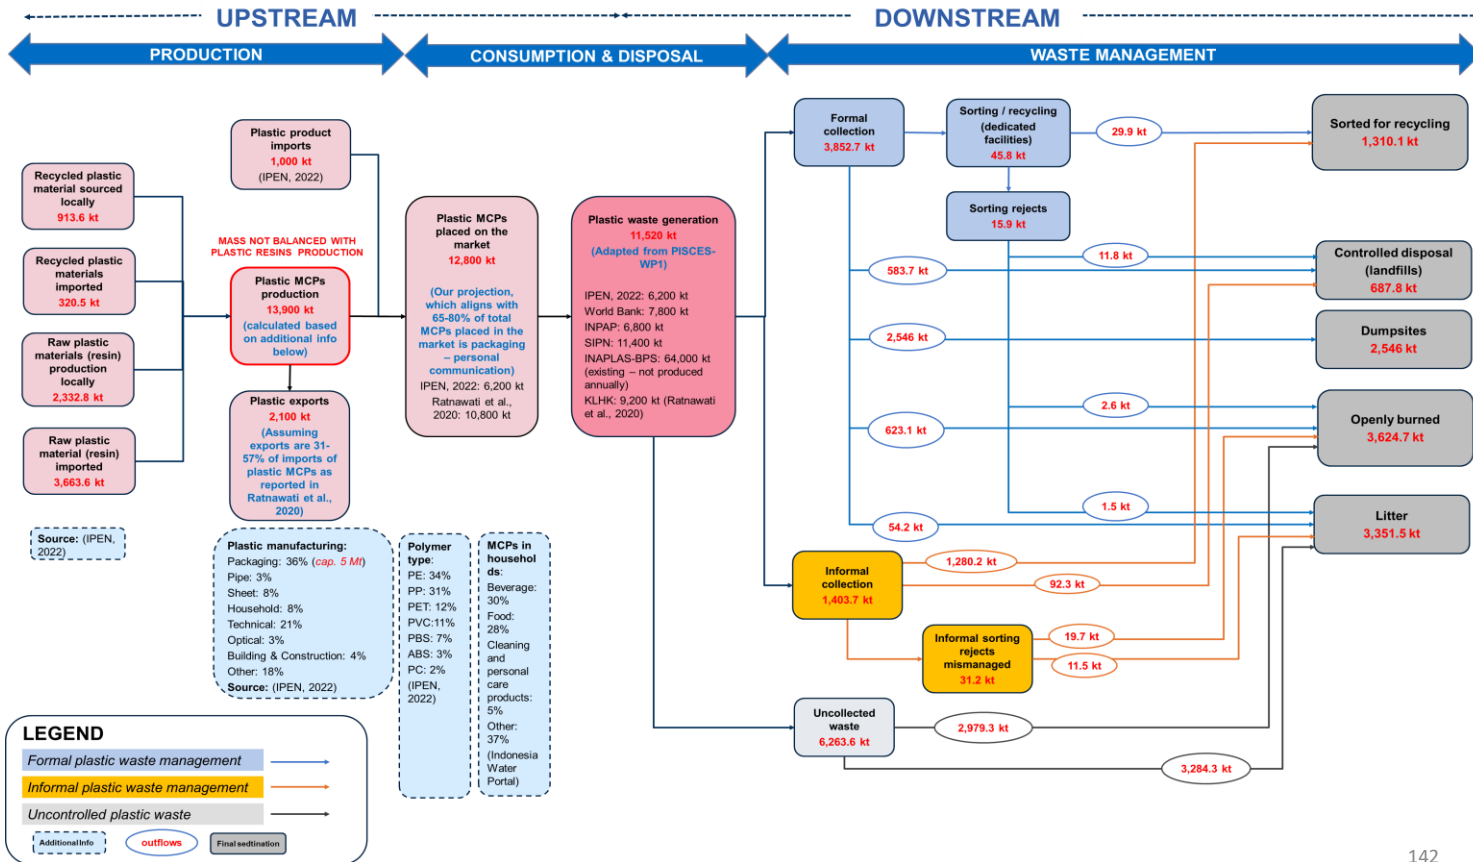 UPSTREAM
DOWNSTREAM
PRODUCTION
CONSUMPTION & DISPOSAL
WASTE MANAGEMENT
Recycled plastic
material sourced
locally
913.6 kt
Recycled plastic
materials
imported
320.5 kt
Raw plastic
materials (resin)
production
locally
2,332.8 kt
Raw plastic
material (resin)
imported
3,663.6 kt
Source: (IPEN,
2022)
Plastic product
imports
1,000 kt
(IPEN, 2022)
MASS NOT BALANCED WITH
PLASTIC RESINS PRODUCTION
Plastic MCPs
production
13,900 kt
(calculated based
on additional info
below)
Plastic exports
2,100 kt
(Assuming
exports are 31-
57% of imports of
plastic MCPs as
reported in
Ratnawati et al.,
2020)
Plastic manufacturing:
Packaging: 36% (cap. 5 Mt)
Pipe: 3%
Sheet: 8%
Household: 8%
Technical: 21%
Optical: 3%
Building & Construction: 4%
Other: 18%
Source: (IPEN, 2022)
Plastic MCPs
placed on the
market
12,800 kt
(Our projection,
which aligns with
65-80% of total
MCPs placed in the
market is packaging
– personal
communication)
IPEN, 2022: 6,200 kt
Ratnawati et al.,
2020: 10,800 kt
Polymer
type:
PE: 34%
PP: 31%
PET: 12%
PVC:11%
PBS: 7%
ABS: 3%
PC: 2%
(IPEN,
2022)
MCPs in
househol
ds:
Beverage:
30%
Food:
28%
Cleaning
and
personal
care
products:
5%
Other:
37%
(Indonesia
Water
Portal)
Plastic waste generation
11,520 kt
(Adapted from PISCES-
WP1)
IPEN, 2022: 6,200 kt
World Bank: 7,800 kt
INPAP: 6,800 kt
SIPN: 11,400 kt
INAPLAS-BPS: 64,000 kt
(existing – not produced
annually)
KLHK: 9,200 kt (Ratnawati
et al., 2020)
Formal
collection
3,852.7 kt
Sorting / recycling
(dedicated
facilities)
45.8 kt
29.9 kt
Sorted for recycling
1,310.1 kt
Sorting rejects
15.9 kt
11.8 kt
583.7 kt
Controlled disposal
(landfills)
687.8 kt
2,546 kt
Dumpsites
2,546 kt
2.6 kt
623.1 kt
Openly burned
3,624.7 kt
1.5 kt
54.2 kt
Litter
3,351.5 kt
Informal
collection
1,403.7 kt
1,280.2 kt
92.3 kt
Informal sorting
rejects
mismanaged
31.2 kt
19.7 kt
11.5 kt
Uncollected
waste
6,263.6 kt
2,979.3 kt
3,284.3 kt
LEGEND
Formal plastic waste management
Informal plastic waste management
Uncontrolled plastic waste
Additional Info
outflows
Final sedtination
142